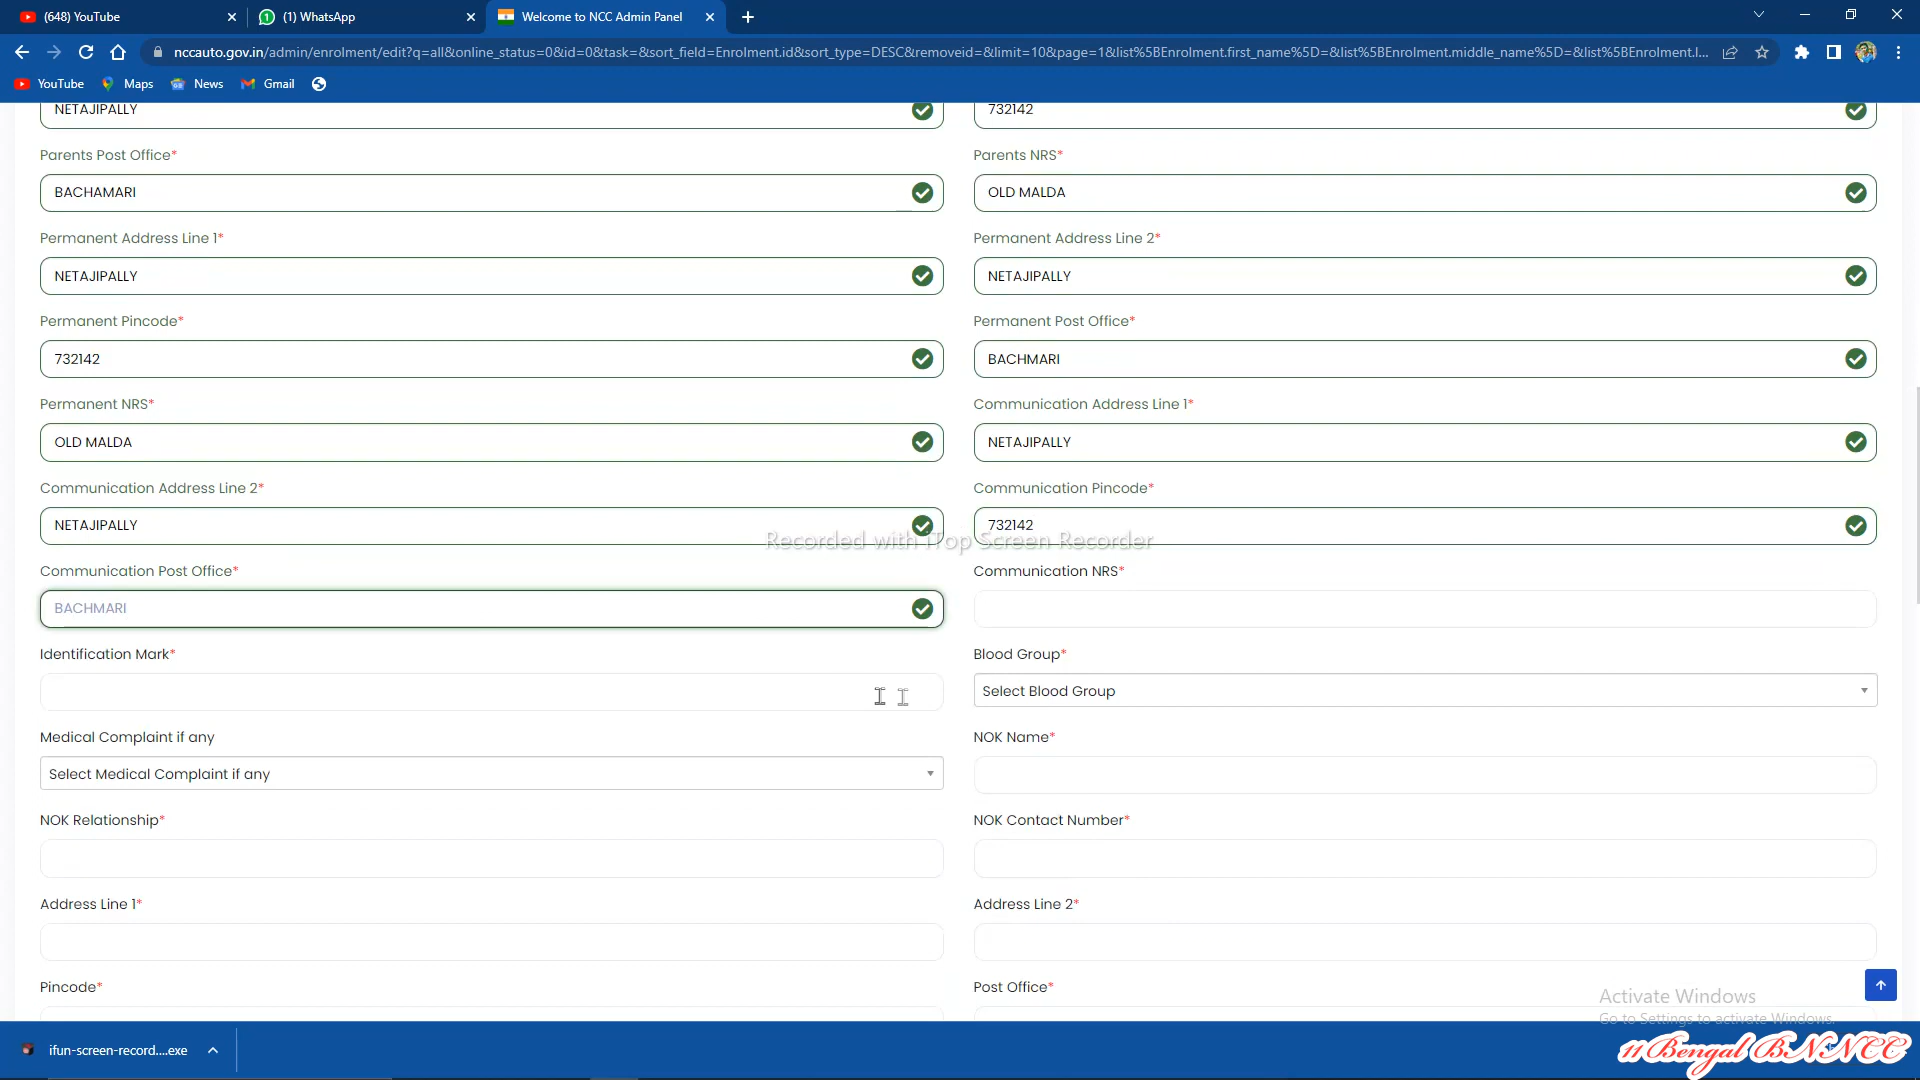 (648) YouTube
(1) WhatsApp
Welcome to NCC Admin Panel
nccauto.gov.in/admin/enrolment/edit?q=all&online_status=0&id=0&task=&sort_field=Enrolment.id&sort_type=DESC&removeid=&limit=10&page=1&list%5BEnrolment.first_name%5D=&list%5BEnrolment.middle_name%5D=&list%5BEnrolment.l...
YouTube Maps News Gmail
NETAJIPALLY 732142
Parents Post Office* Parents NRS*
BACHAMARI OLD MALDA
Permanent Address Line 1* Permanent Address Line 2*
NETAJIPALLY NETAJIPALLY
Permanent Pincode* Permanent Post Office*
732142 BACHMARI
Permanent NRS* Communication Address Line 1*
OLD MALDA NETAJIPALLY
Communication Address Line 2* Communication Pincode*
NETAJIPALLY 732142
Recorded with iTop Screen Recorder
Communication Post Office* Communication NRS*
BACHMARI
Identification Mark* Blood Group*
Select Blood Group
Medical Complaint if any NOK Name*
Select Medical Complaint if any
NOK Relationship* NOK Contact Number*
Address Line 1* Address Line 2*
Pincode* Post Office*
Activate Windows
Go to Settings to activate Windows.
ifun-screen-record....exe
11 Bengal BN NCC